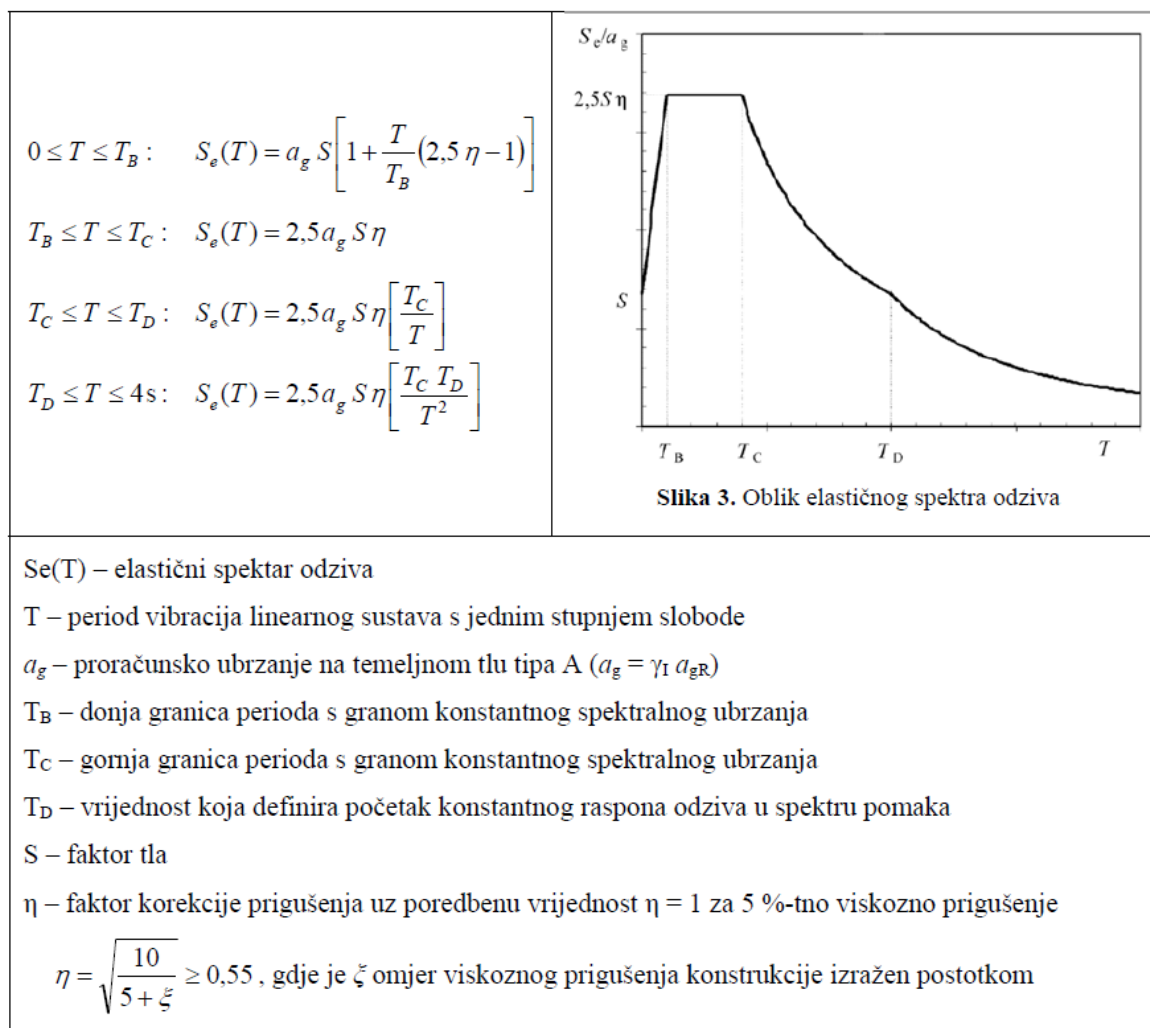 0 ≤ T ≤ T_B : S_e(T) = a_g S [1 + T/T_B (2,5 η − 1)]
T_B ≤ T ≤ T_C : S_e(T) = 2,5 a_g S η
T_C ≤ T ≤ T_D : S_e(T) = 2,5 a_g S η [T_C / T]
T_D ≤ T ≤ 4 s : S_e(T) = 2,5 a_g S η [T_C T_D / T²]
S_e/a_g
2,5S η
S
T_B T_C T_D T
Slika 3. Oblik elastičnog spektra odziva
Se(T) – elastični spektar odziva
T – period vibracija linearnog sustava s jednim stupnjem slobode
a_g – proračunsko ubrzanje na temeljnom tlu tipa A (a_g = γ_I a_gR)
T_B – donja granica perioda s granom konstantnog spektralnog ubrzanja
T_C – gornja granica perioda s granom konstantnog spektralnog ubrzanja
T_D – vrijednost koja definira početak konstantnog raspona odziva u spektru pomaka
S – faktor tla
η – faktor korekcije prigušenja uz poredbenu vrijednost η = 1 za 5 %-tno viskozno prigušenje
η = √(10 / (5 + ξ)) ≥ 0,55 , gdje je ξ omjer viskoznog prigušenja konstrukcije izražen postotkom